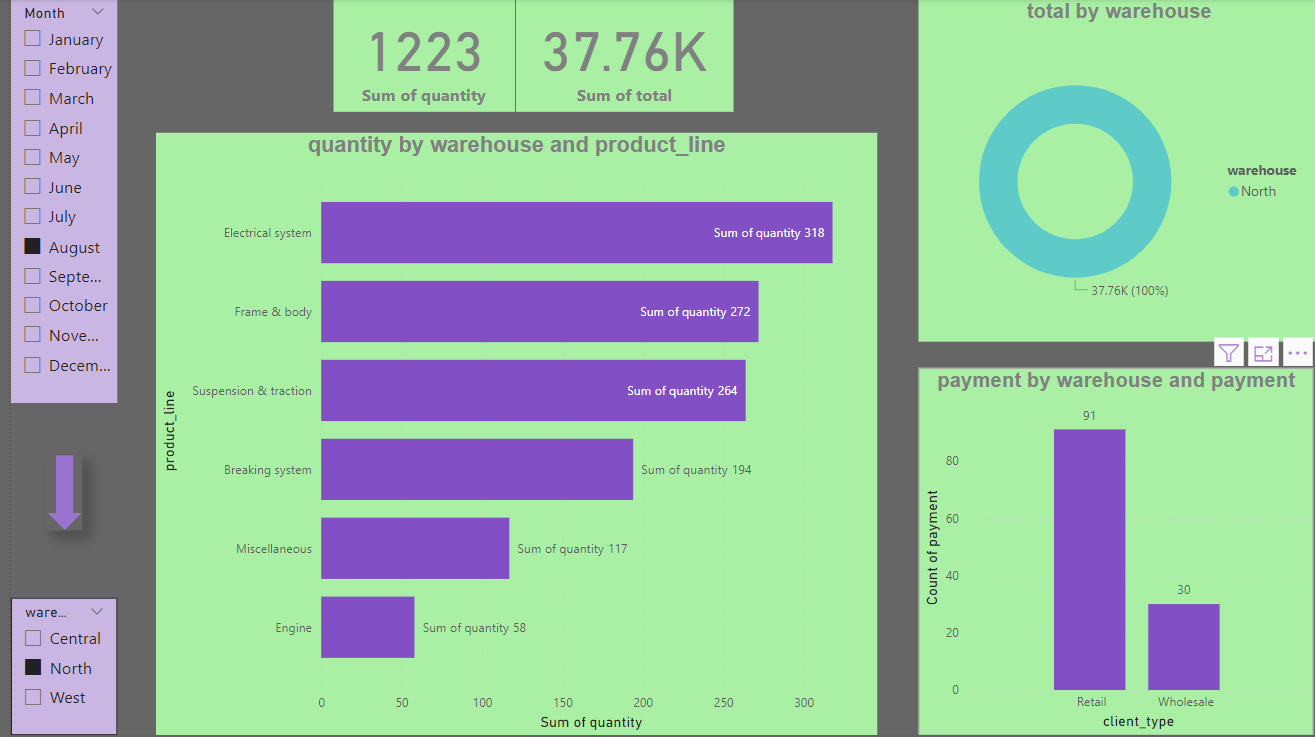 Month
January
February
March
April
May
June
July
August
Septe...
October
Nove...
Decem...
ware...
Central
North
West
1223
Sum of quantity
37.76K
Sum of total
quantity by warehouse and product_line
product_line
Electrical system
Sum of quantity 318
Frame & body
Sum of quantity 272
Suspension & traction
Sum of quantity 264
Breaking system
Sum of quantity 194
Miscellaneous
Sum of quantity 117
Engine
Sum of quantity 58
0 50 100 150 200 250 300
Sum of quantity
total by warehouse
warehouse
North
37.76K (100%)
payment by warehouse and payment
Count of payment
91
80
60
40
30
20
0
Retail Wholesale
client_type